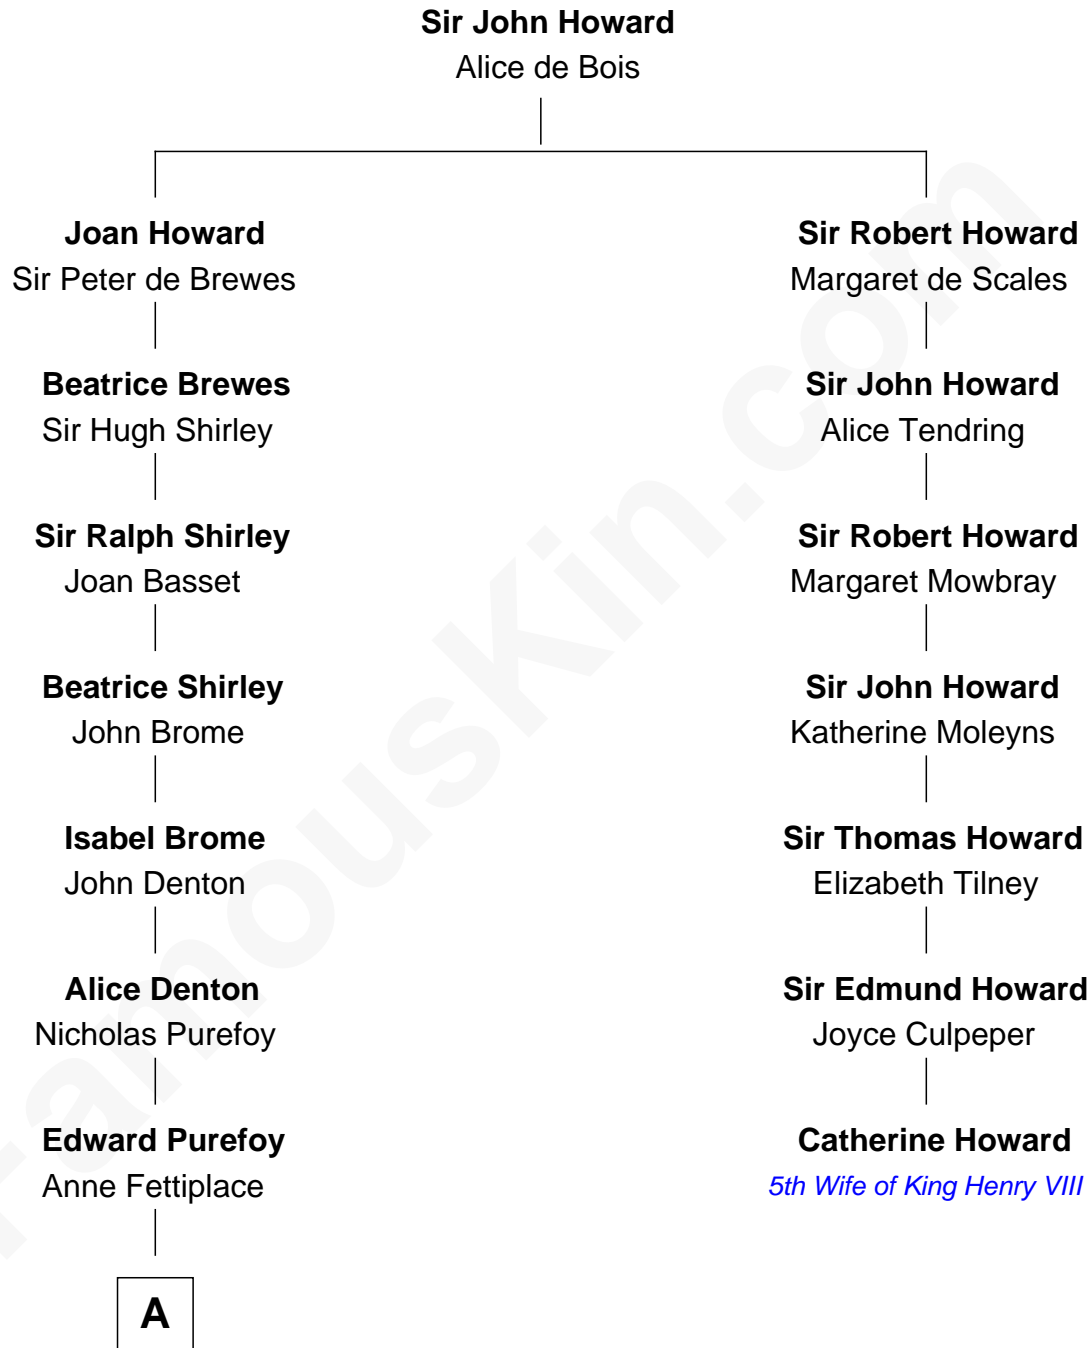 Sir John Howard
Alice de Bois
Joan Howard
Sir Peter de Brewes
Sir Robert Howard
Margaret de Scales
Beatrice Brewes
Sir Hugh Shirley
Sir John Howard
Alice Tendring
Sir Ralph Shirley
Joan Basset
Sir Robert Howard
Margaret Mowbray
Beatrice Shirley
John Brome
Sir John Howard
Katherine Moleyns
Isabel Brome
John Denton
Sir Thomas Howard
Elizabeth Tilney
Alice Denton
Nicholas Purefoy
Sir Edmund Howard
Joyce Culpeper
Edward Purefoy
Anne Fettiplace
Catherine Howard
5th Wife of King Henry VIII
A
FamousKin.com